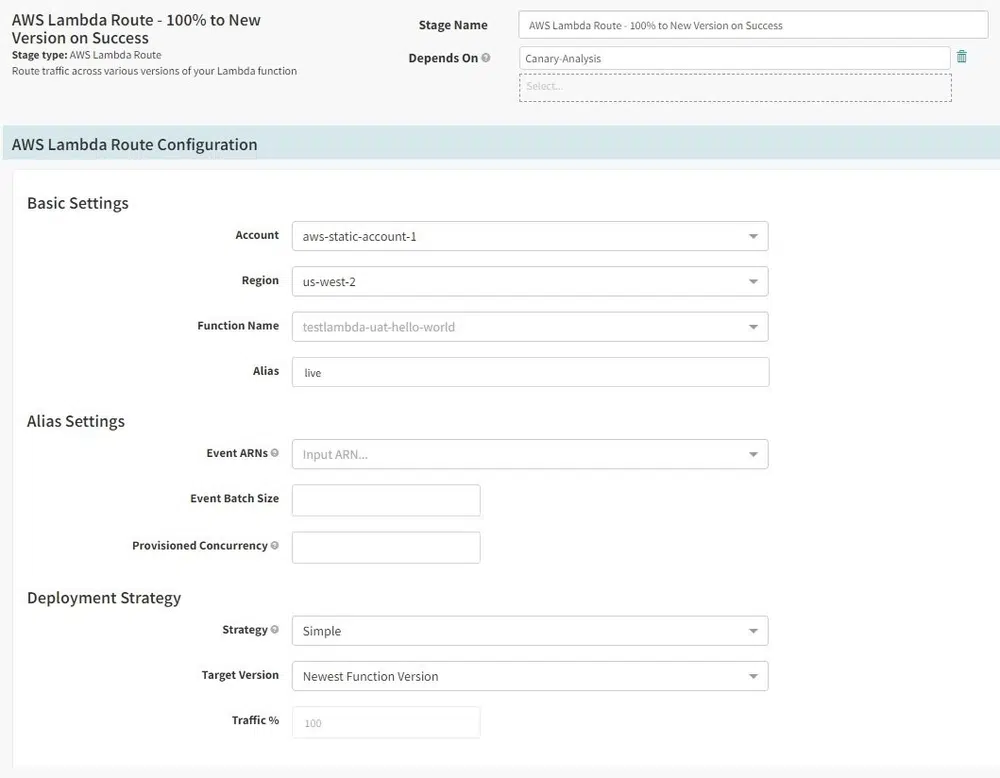 AWS Lambda Route - 100% to New
Version on Success
Stage type: AWS Lambda Route
Route traffic across various versions of your Lambda function
Stage Name
AWS Lambda Route - 100% to New Version on Success
Depends On
Canary-Analysis
Select...
AWS Lambda Route Configuration
Basic Settings
Account
aws-static-account-1
Region
us-west-2
Function Name
testlambda-uat-hello-world
Alias
live
Alias Settings
Event ARNs
Input ARN...
Event Batch Size
Provisioned Concurrency
Deployment Strategy
Strategy
Simple
Target Version
Newest Function Version
Traffic %
100